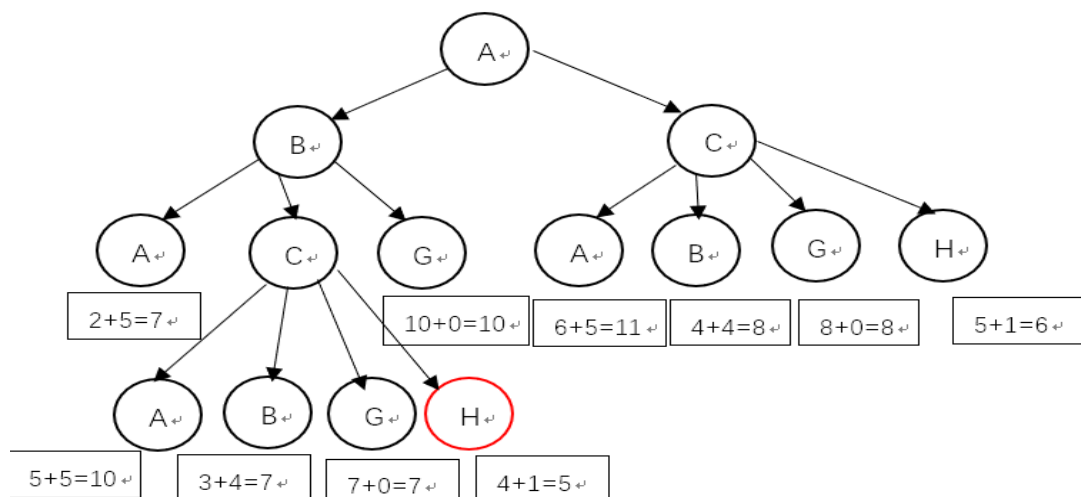 A
B
C
A
C
G
A
B
G
H
2+5=7
10+0=10
6+5=11
4+4=8
8+0=8
5+1=6
A
B
G
H
5+5=10
3+4=7
7+0=7
4+1=5